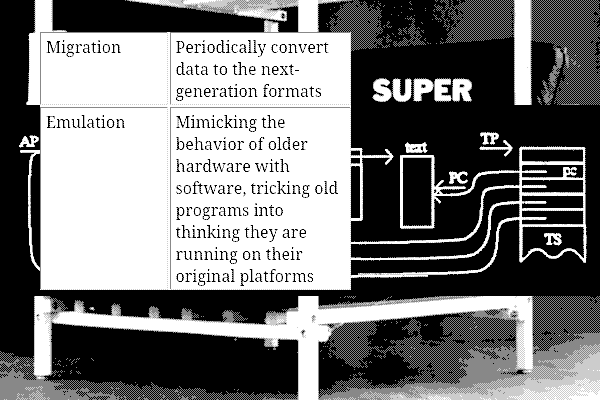 Migration
Periodically convert
data to the next-
generation formats
Emulation
Mimicking the
behavior of older
hardware with
software, tricking old
programs into
thinking they are
running on their
original platforms
SUPER
AP
text
TP
PC
pc
TS